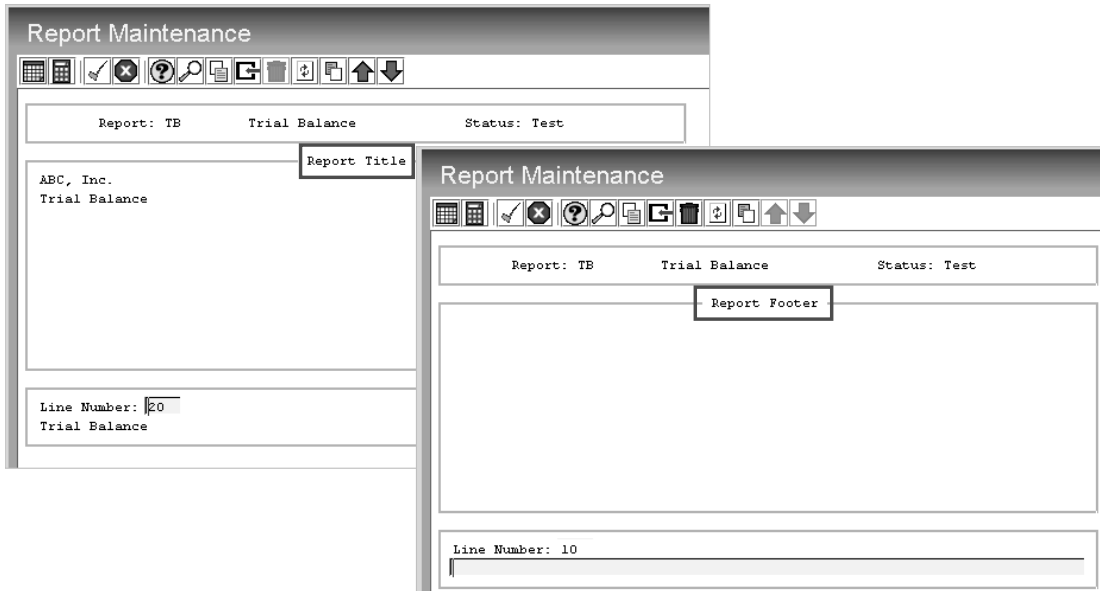 Report Maintenance
Report: TB Trial Balance Status: Test
Report Title
ABC, Inc.
Trial Balance
Line Number: 20
Trial Balance
Report Maintenance
Report: TB Trial Balance Status: Test
Report Footer
Line Number: 10